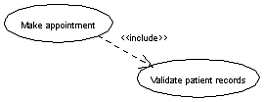 Make appointment
<<include>>
Validate patient records